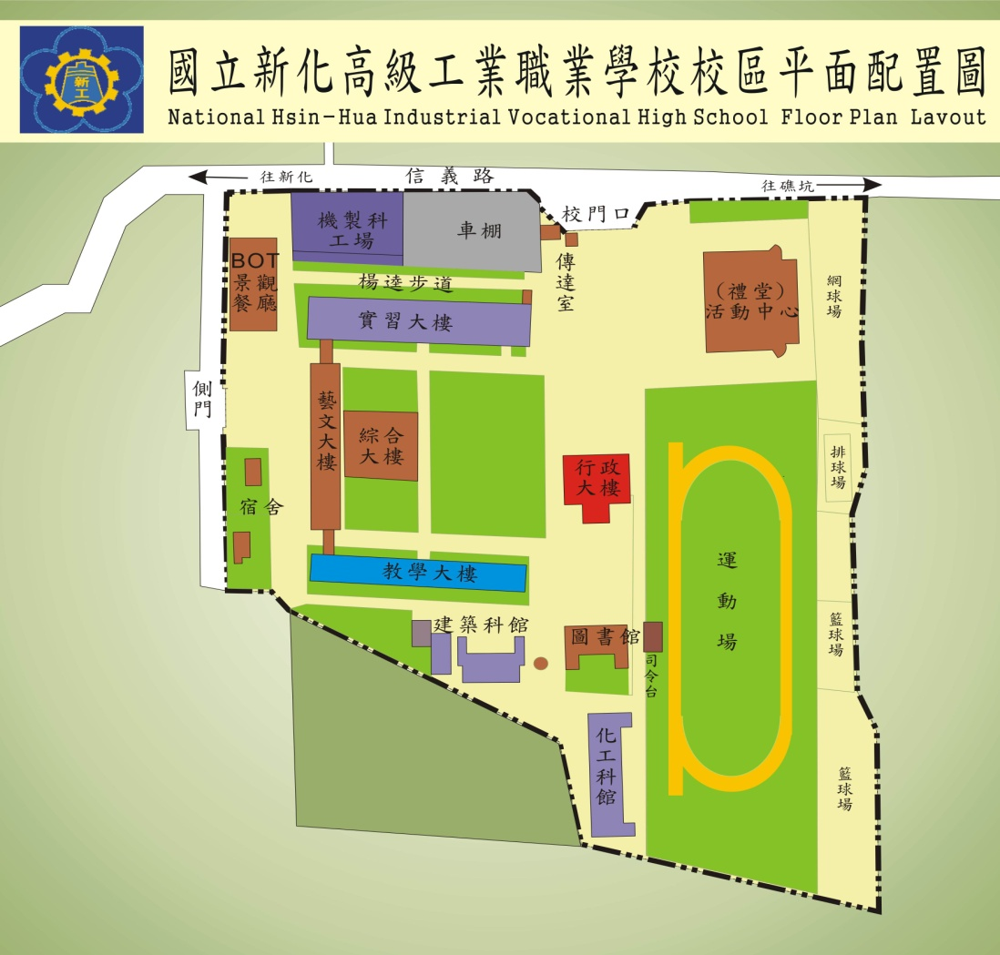 新工
國立新化高級工業職業學校校區平面配置圖
National Hsin-Hua Industrial Vocational High School Floor Plan Lavout
往新化
信義路
往礁坑
校門口
機製科
工場
車棚
傳達室
BOT
景觀
餐廳
楊逵步道
實習大樓
(禮堂)
活動中心
網球場
側門
藝文大樓
綜合
大樓
行政
大樓
排球場
宿舍
教學大樓
運動場
建築科館
圖書館
司令台
籃球場
化工科館
籃球場